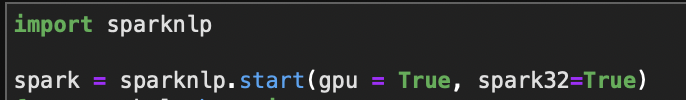 import sparknlp
spark = sparknlp.start(gpu = True, spark32=True)